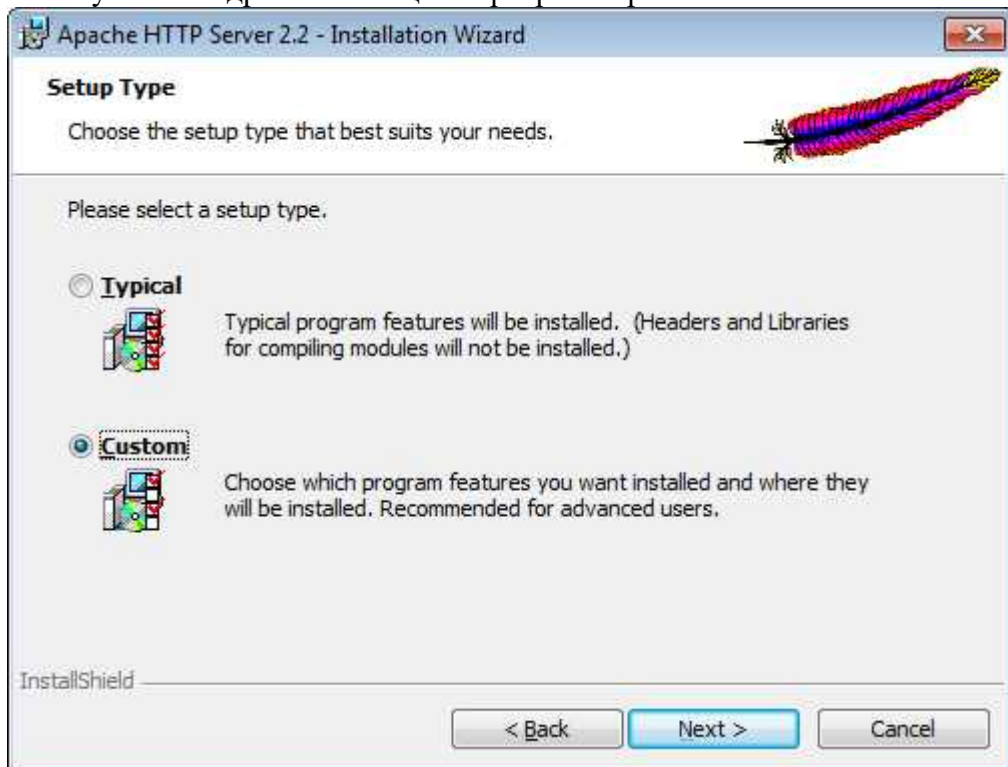 Apache HTTP Server 2.2 - Installation Wizard
Setup Type
Choose the setup type that best suits your needs.
Please select a setup type.
Typical
Typical program features will be installed. (Headers and Libraries
for compiling modules will not be installed.)
Custom
Choose which program features you want installed and where they
will be installed. Recommended for advanced users.
InstallShield
< Back
Next >
Cancel